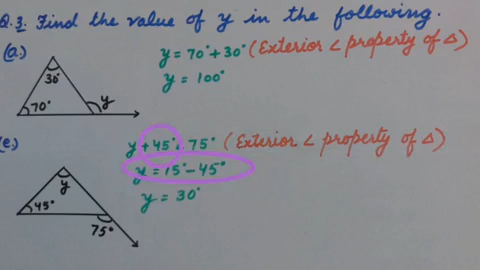 Q.3. Find the value of y in the following.
(a.)
30°
70°
y
y = 70° + 30° (Exterior ∠ property of Δ)
y = 100°
(e.)
y
45°
75°
y + 45° = 75° (Exterior ∠ property of Δ)
y = 75° - 45°
y = 30°